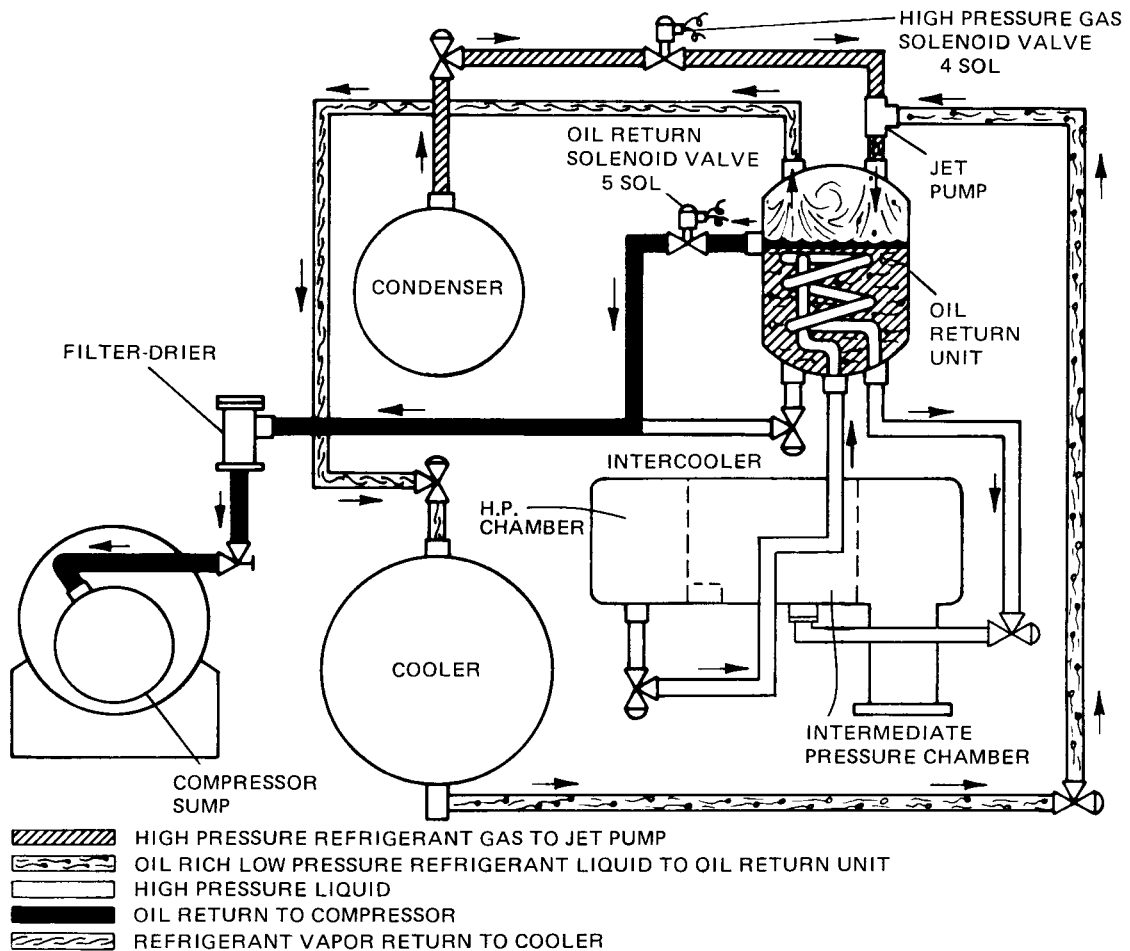 HIGH PRESSURE GAS
SOLENOID VALVE
4 SOL
OIL RETURN
SOLENOID VALVE
5 SOL
JET
PUMP
CONDENSER
OIL
RETURN
UNIT
FILTER-DRIER
INTERCOOLER
H.P.
CHAMBER
COOLER
INTERMEDIATE
PRESSURE CHAMBER
COMPRESSOR
SUMP
HIGH PRESSURE REFRIGERANT GAS TO JET PUMP
OIL RICH LOW PRESSURE REFRIGERANT LIQUID TO OIL RETURN UNIT
HIGH PRESSURE LIQUID
OIL RETURN TO COMPRESSOR
REFRIGERANT VAPOR RETURN TO COOLER